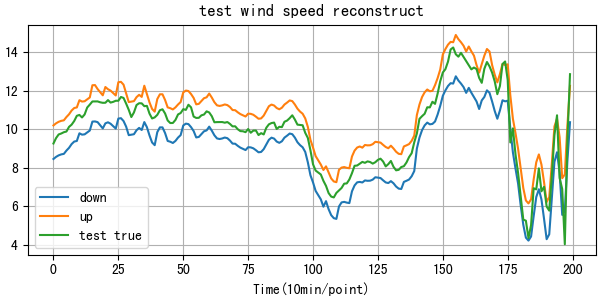 test wind speed reconstruct
14
12
10
8
6
4
down
up
test true
0 25 50 75 100 125 150 175 200
Time(10min/point)